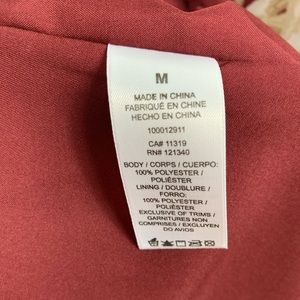 M
MADE IN CHINA
FABRIQUÉ EN CHINE
HECHO EN CHINA
100012911
CA# 11319
RN# 121340
BODY / CORPS / CUERPO:
100% POLYESTER /
POLIÉSTER
LINING / DOUBLURE /
FORRO:
100% POLYESTER /
POLIÉSTER
EXCLUSIVE OF TRIMS /
GARNITURES NON
COMPRISES / EXCLUYEN
DO AVIOS